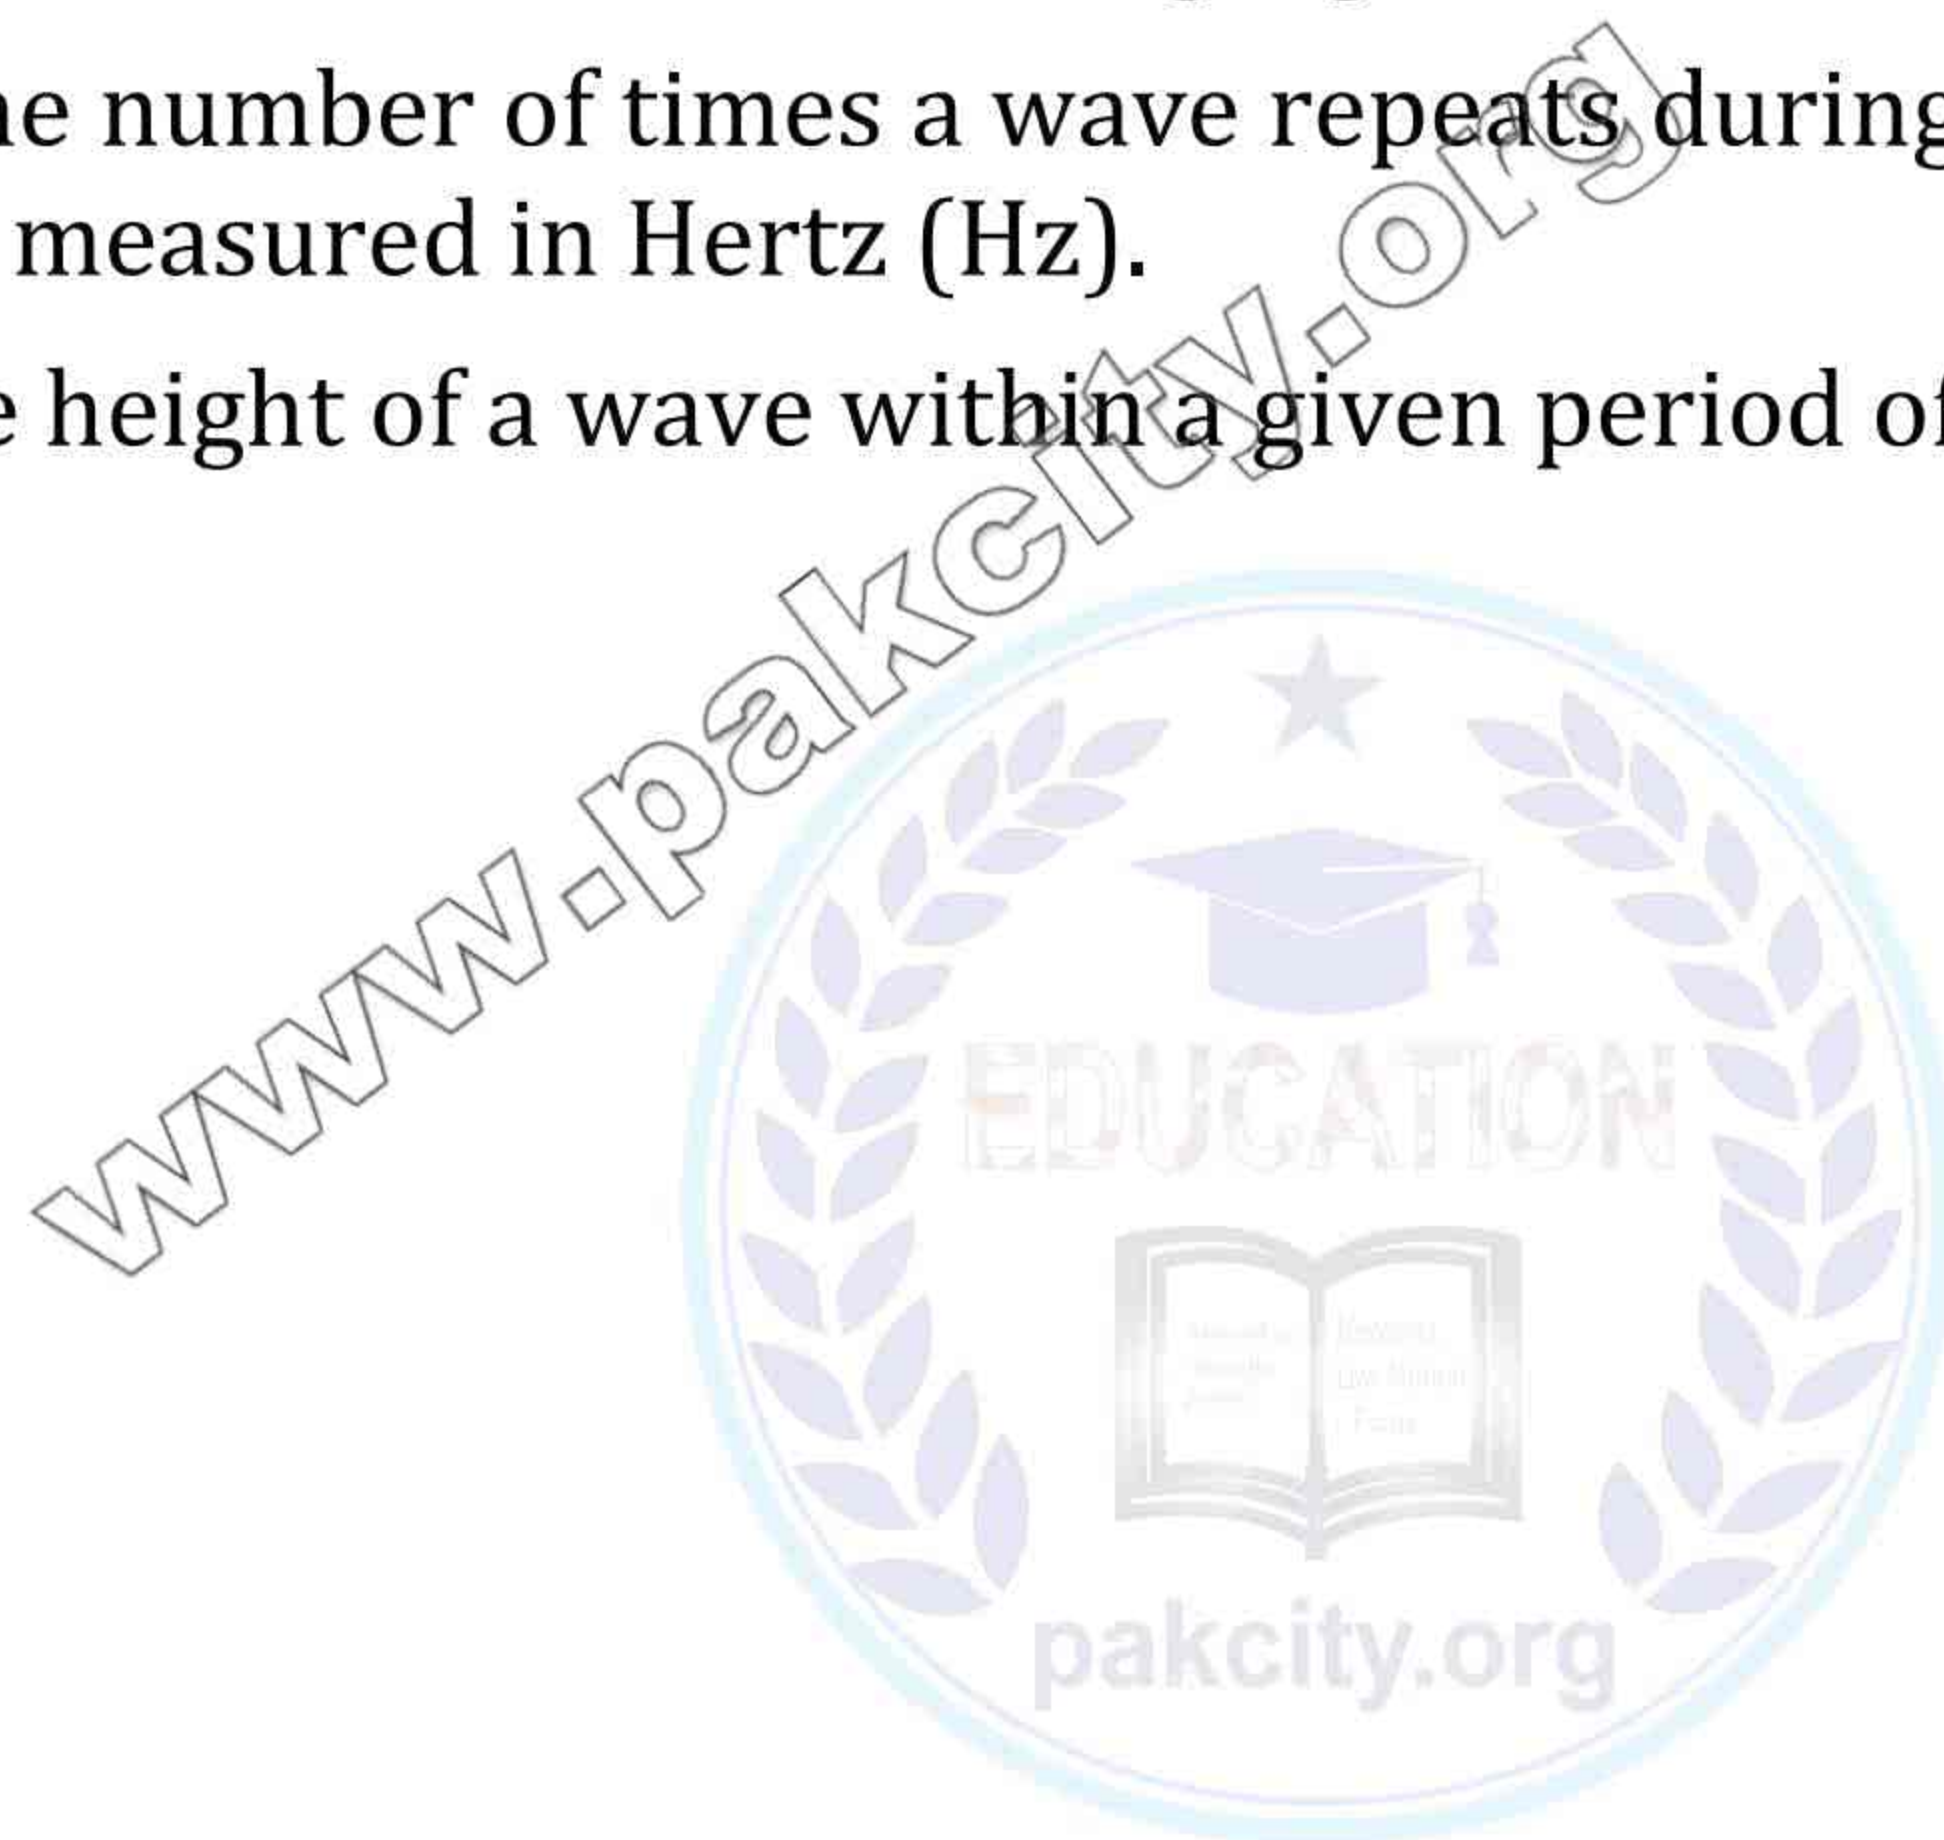 he number of times a wave repeats during
measured in Hertz (Hz).
e height of a wave within a given period of
www.pakcity.org
EDUCATION
pakcity.org